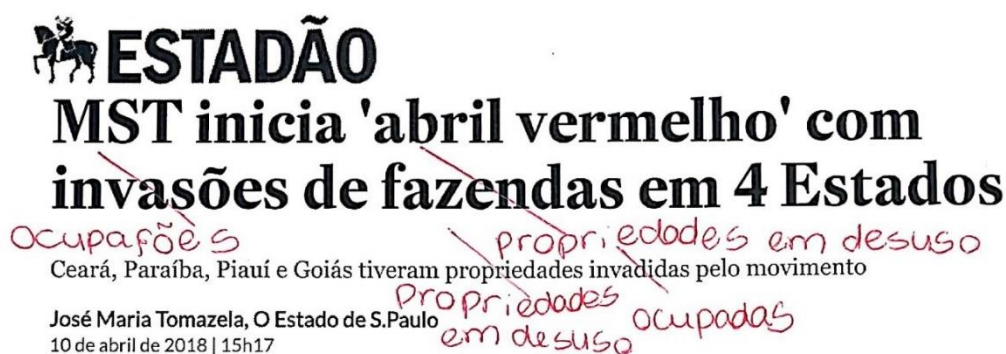 ESTADÃO
MST inicia 'abril vermelho' com
invasões de fazendas em 4 Estados
ocupações
propriedades em desuso
Ceará, Paraíba, Piauí e Goiás tiveram propriedades invadidas pelo movimento
Propriedades
em desuso
ocupadas
José Maria Tomazela, O Estado de S.Paulo
10 de abril de 2018 | 15h17